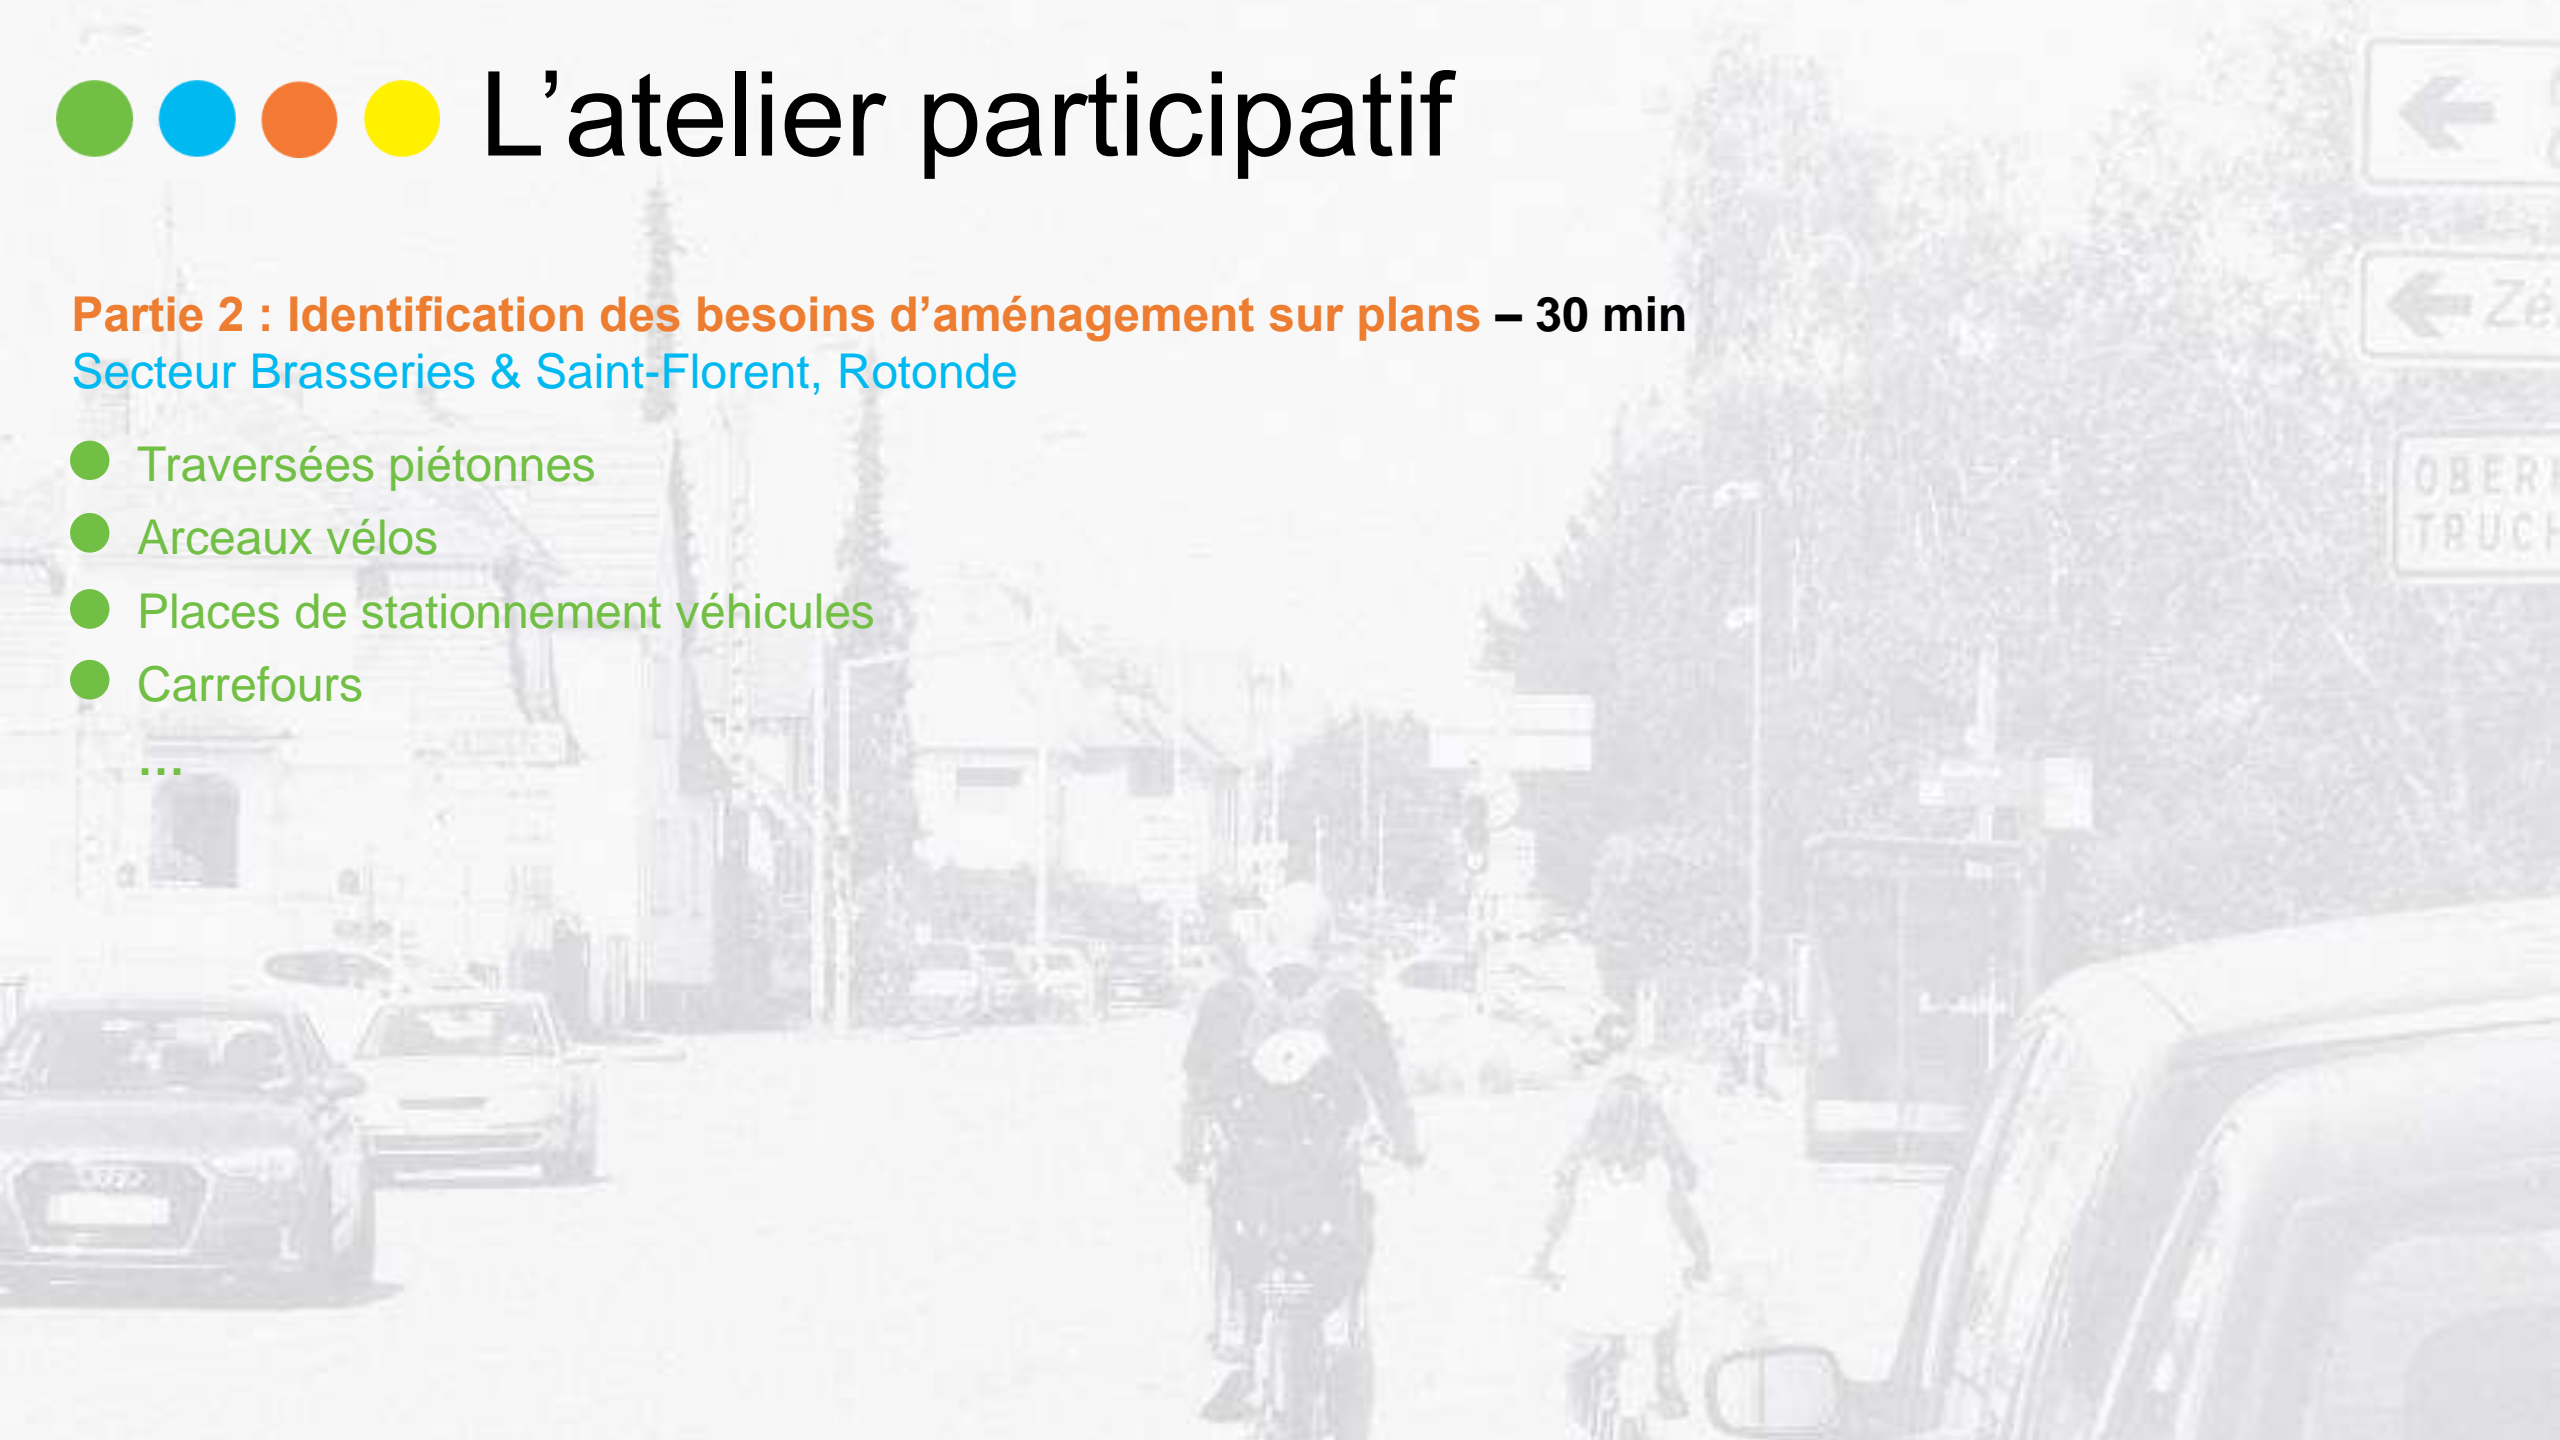 L’atelier participatif
Partie 2 : Identification des besoins d’aménagement sur plans – 30 min
Secteur Brasseries & Saint-Florent, Rotonde
Traversées piétonnes
Arceaux vélos
Places de stationnement véhicules
Carrefours
…